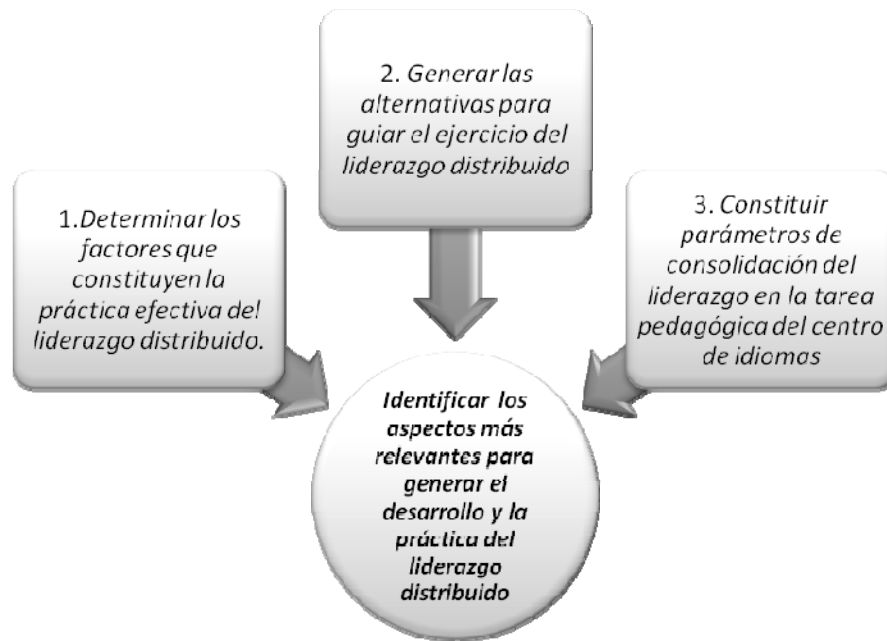 1.Determinar los
factores que
constituyen la
práctica efectiva del
liderazgo distribuido.
2. Generar las
alternativas para
guiar el ejercicio del
liderazgo distribuido
3. Constituir
parámetros de
consolidación del
liderazgo en la tarea
pedagógica del centro
de idiomas
Identificar los
aspectos más
relevantes para
generar el
desarrollo y la
práctica del
liderazgo
distribuido